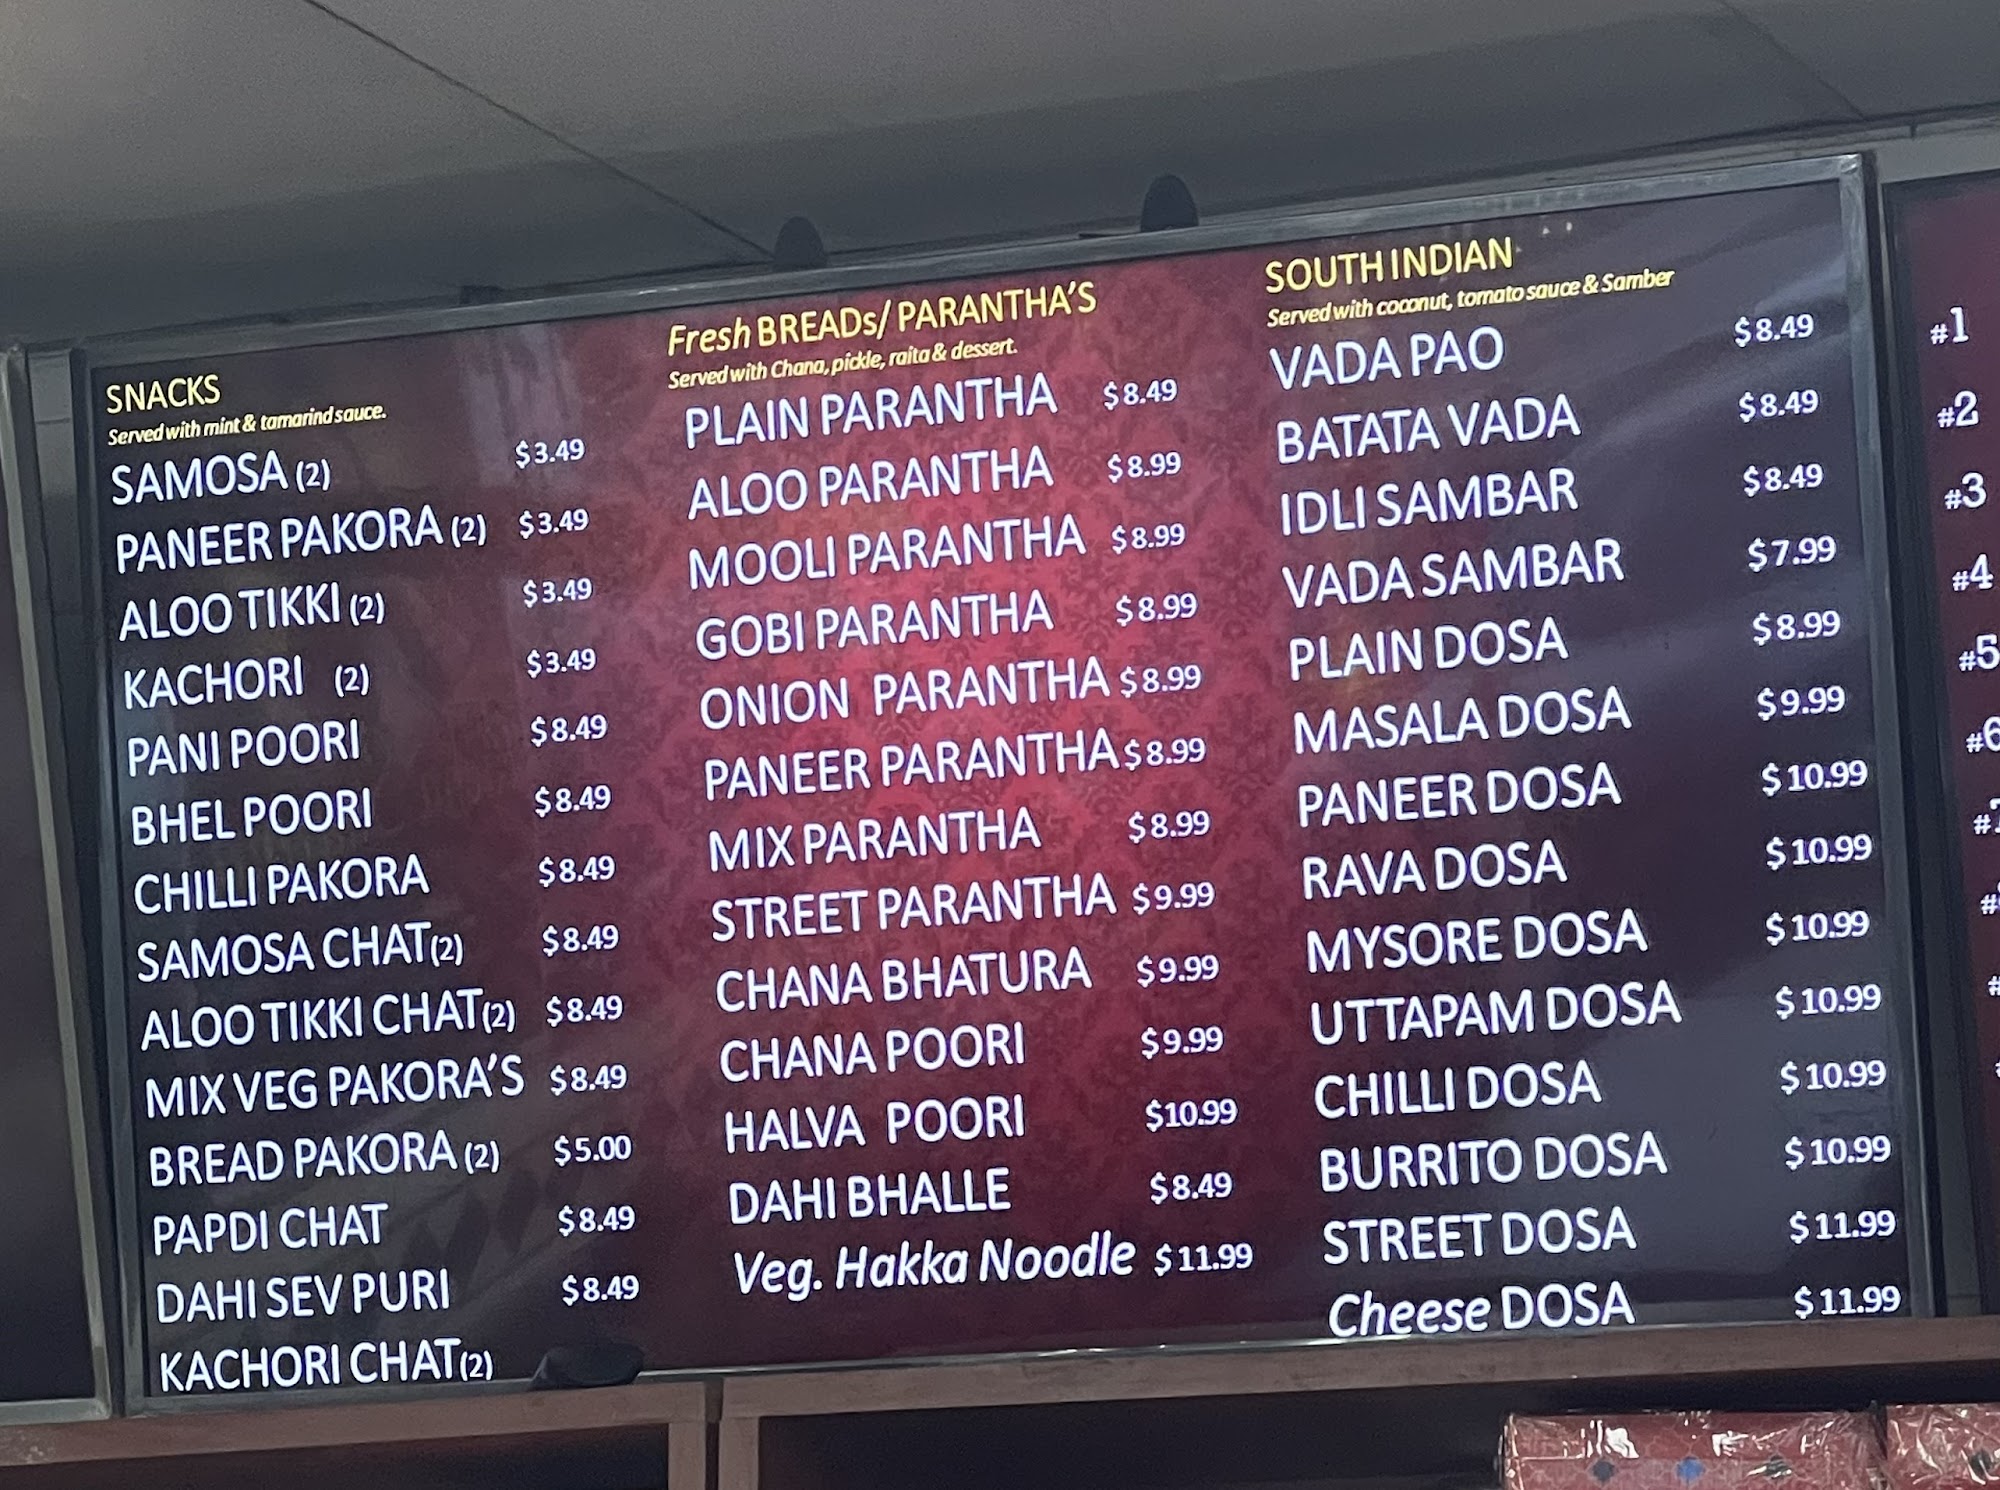 SNACKS
Served with mint & tamarind sauce.
SAMOSA (2) $3.49
PANEER PAKORA (2) $3.49
ALOO TIKKI (2) $3.49
KACHORI (2) $3.49
PANI POORI $8.49
BHEL POORI $8.49
CHILLI PAKORA $8.49
SAMOSA CHAT(2) $8.49
ALOO TIKKI CHAT(2) $8.49
MIX VEG PAKORA'S $8.49
BREAD PAKORA (2) $5.00
PAPDI CHAT $8.49
DAHI SEV PURI $8.49
KACHORI CHAT(2)
Fresh BREADs/ PARANTHA'S
Served with Chana, pickle, raita & dessert.
PLAIN PARANTHA $8.49
ALOO PARANTHA $8.99
MOOLI PARANTHA $8.99
GOBI PARANTHA $8.99
ONION PARANTHA $8.99
PANEER PARANTHA $8.99
MIX PARANTHA $8.99
STREET PARANTHA $9.99
CHANA BHATURA $9.99
CHANA POORI $9.99
HALVA POORI $10.99
DAHI BHALLE $8.49
Veg. Hakka Noodle $11.99
SOUTH INDIAN
Served with coconut, tomato sauce & Samber
VADA PAO $8.49
BATATA VADA $8.49
IDLI SAMBAR $8.49
VADA SAMBAR $7.99
PLAIN DOSA $8.99
MASALA DOSA $9.99
PANEER DOSA $10.99
RAVA DOSA $10.99
MYSORE DOSA $10.99
UTTAPAM DOSA $10.99
CHILLI DOSA $10.99
BURRITO DOSA $10.99
STREET DOSA $11.99
Cheese DOSA $11.99
#1
#2
#3
#4
#5
#6